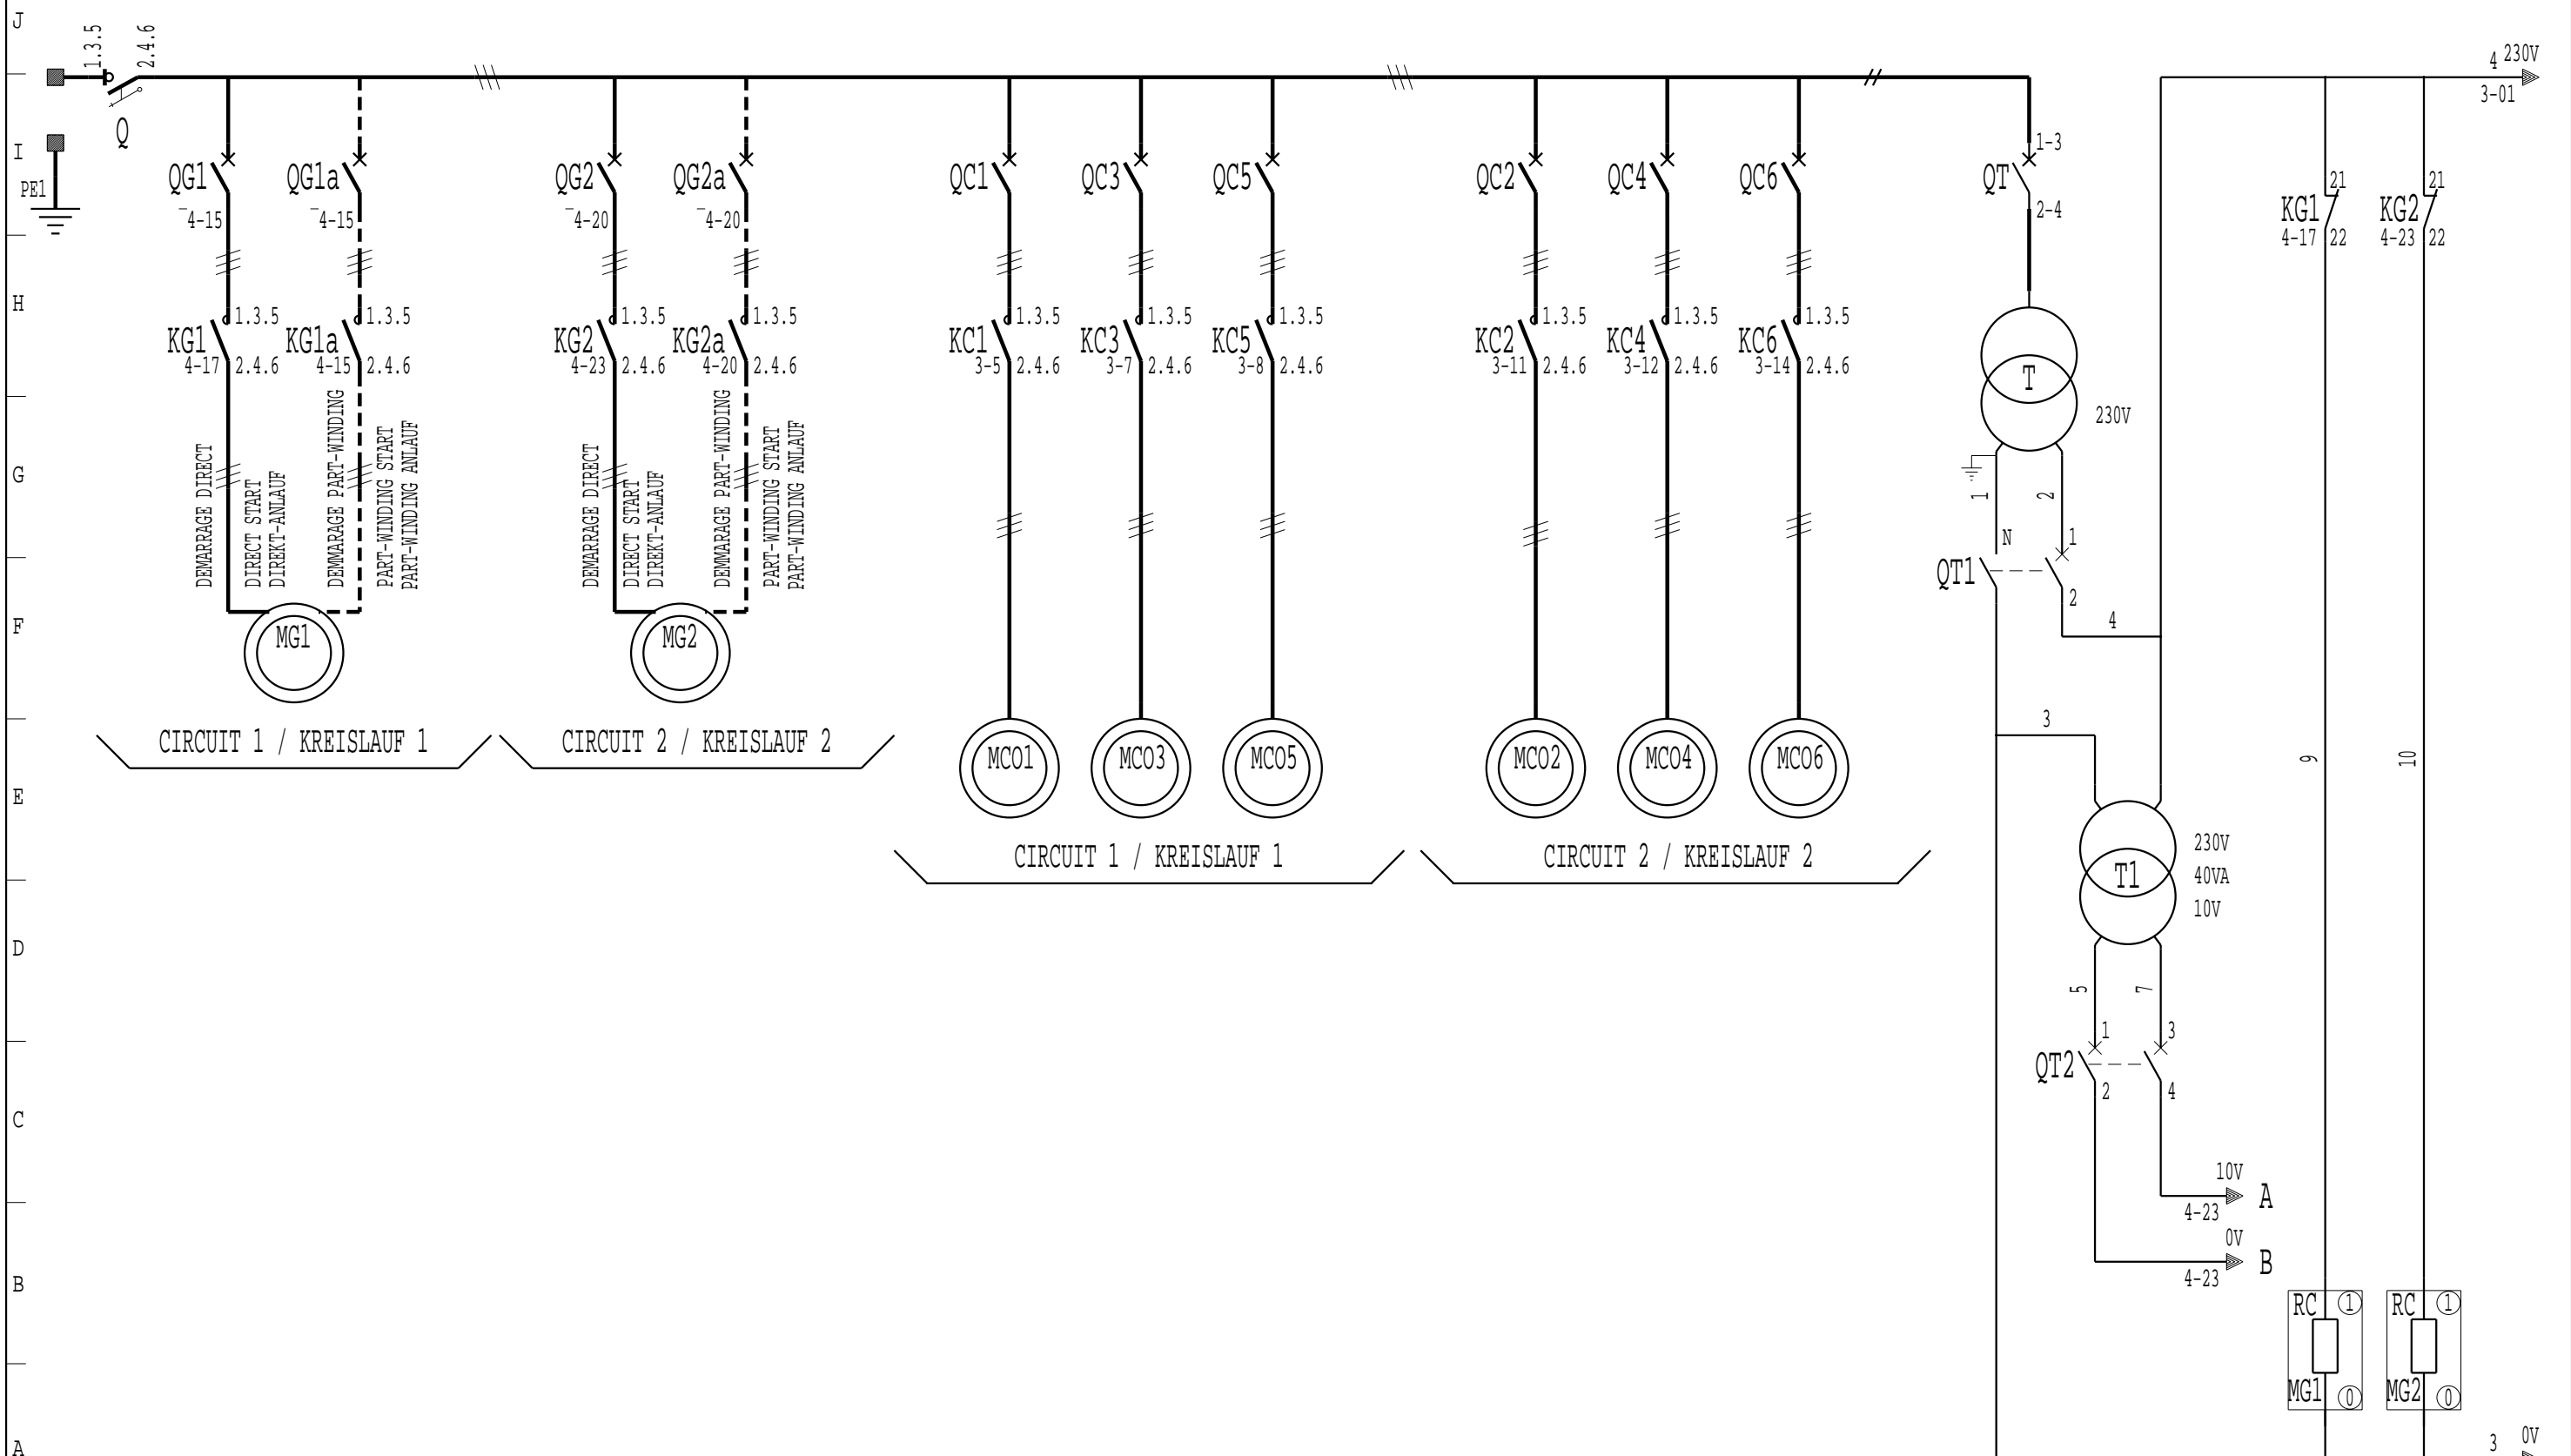 J
1.3.5
2.4.6
4 230V
3-01
Q
I
PE1
QG1
QG1a
QG2
QG2a
QC1
QC3
QC5
QC2
QC4
QC6
QT
1-3
2-4
4-15
4-15
4-20
4-20
KG1
21
4-17
22
KG2
21
4-23
22
H
KG1
1.3.5
4-17
2.4.6
KG1a
1.3.5
4-15
2.4.6
KG2
1.3.5
4-23
2.4.6
KG2a
1.3.5
4-20
2.4.6
KC1
1.3.5
3-5
2.4.6
KC3
1.3.5
3-7
2.4.6
KC5
1.3.5
3-8
2.4.6
KC2
1.3.5
3-11
2.4.6
KC4
1.3.5
3-12
2.4.6
KC6
1.3.5
3-14
2.4.6
T
230V
G
DEMARRAGE DIRECT
DIRECT START
DIREKT-ANLAUF
DEMMARAGE PART-WINDING
PART-WINDING START
PART-WINDING ANLAUF
DEMARRAGE DIRECT
DIRECT START
DIREKT-ANLAUF
DEMMARAGE PART-WINDING
PART-WINDING START
PART-WINDING ANLAUF
1
2
N
1
QT1
2
4
F
MG1
MG2
3
CIRCUIT 1 / KREISLAUF 1
CIRCUIT 2 / KREISLAUF 2
MCO1
MCO3
MCO5
MCO2
MCO4
MCO6
9
10
E
CIRCUIT 1 / KREISLAUF 1
CIRCUIT 2 / KREISLAUF 2
T1
230V
40VA
10V
D
5
7
1
3
QT2
2
4
C
10V
A
4-23
0V
B
4-23
B
RC
1
MG1
0
RC
1
MG2
0
A
3
0V